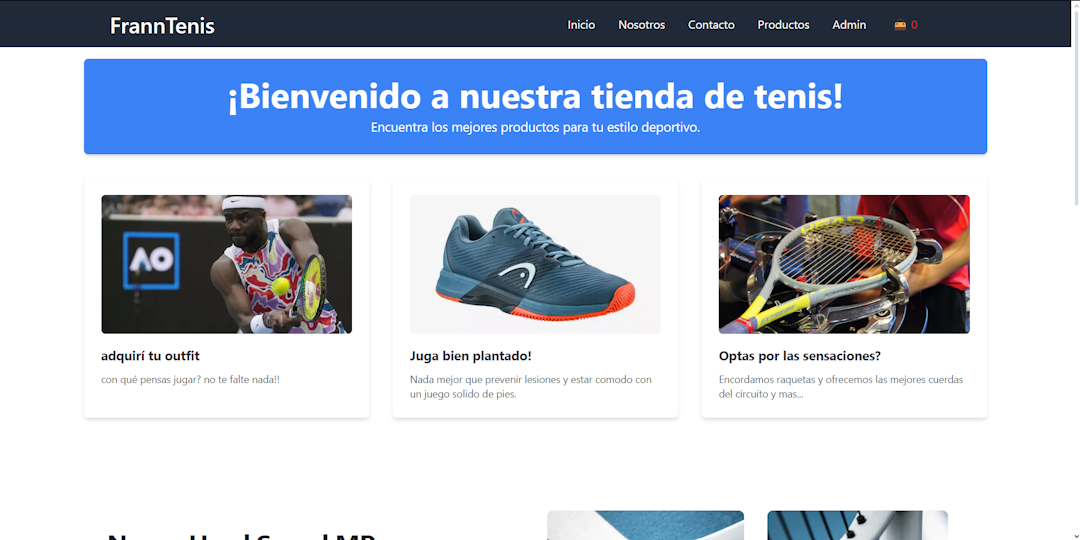 FrannTenis
Inicio Nosotros Contacto Productos Admin 0
¡Bienvenido a nuestra tienda de tenis!
Encuentra los mejores productos para tu estilo deportivo.
AO
HEAD
adquirí tu outfit
con qué pensas jugar? no te falte nada!!
Juga bien plantado!
Nada mejor que prevenir lesiones y estar comodo con
un juego solido de pies.
Optas por las sensaciones?
Encordamos raquetas y ofrecemos las mejores cuerdas
del circuito y mas...